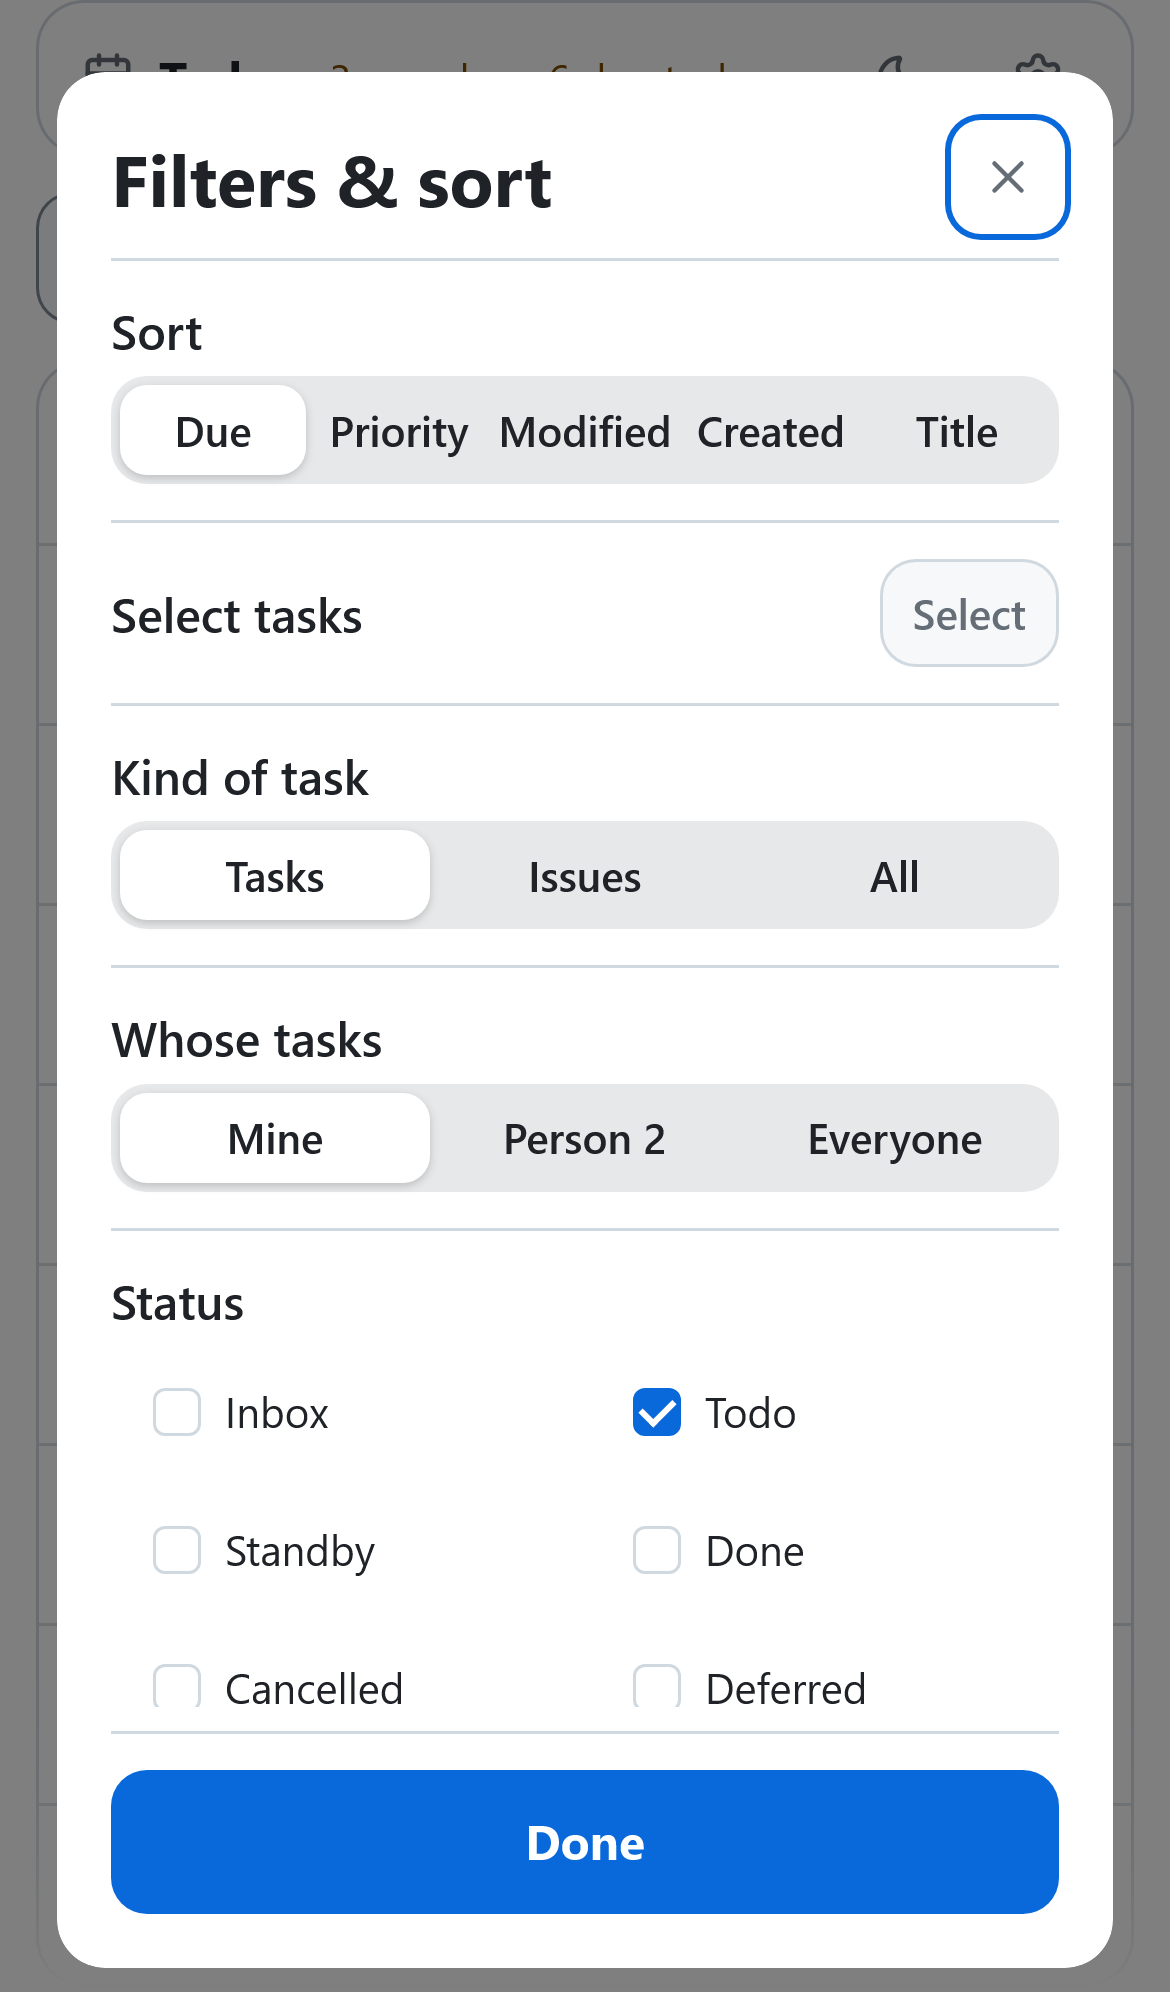 Filters & sort
Sort
Due Priority Modified Created Title
Select tasks Select
Kind of task
Tasks Issues All
Whose tasks
Mine Person 2 Everyone
Status
Inbox Todo
Standby Done
Cancelled Deferred
Done